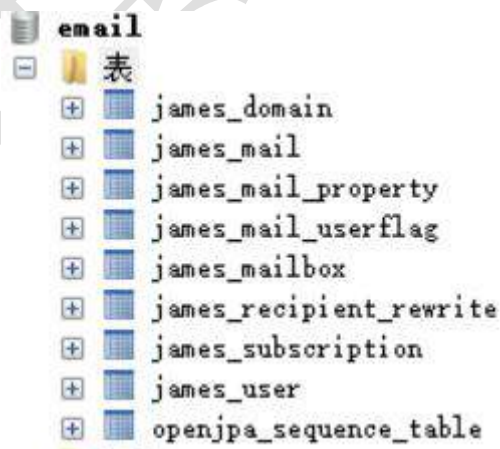 email
表
james_domain
james_mail
james_mail_property
james_mail_userflag
james_mailbox
james_recipient_rewrite
james_subscription
james_user
openjpa_sequence_table